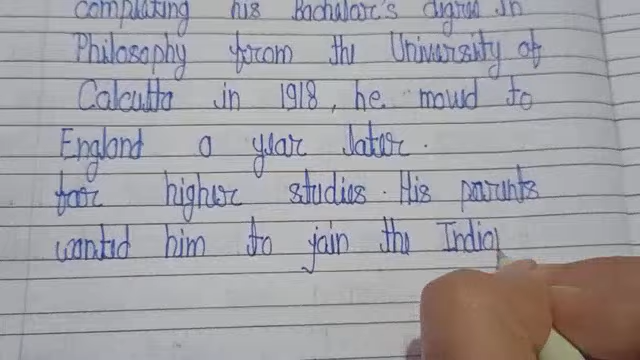 completing his Bachelor's degree in
Philosophy from the University of
Calcutta in 1918, he moved to
England a year later.
for higher studies. His parents
wanted him to join the India